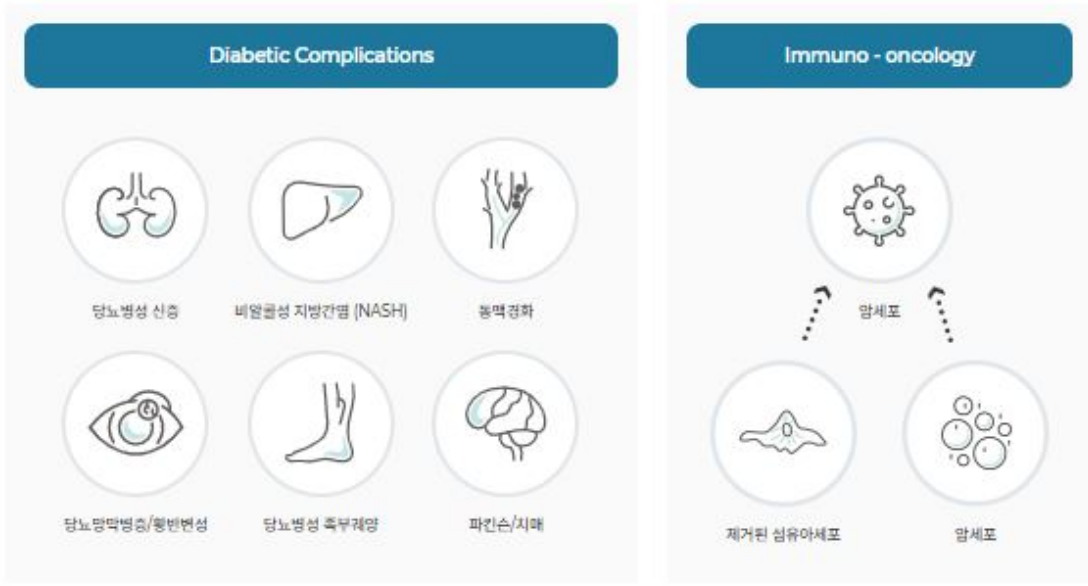 Diabetic Complications
Immuno - oncology
당뇨병성 신증
비알콜성 지방간염 (NASH)
동맥경화
암세포
당뇨망막병증/황반변성
당뇨병성 족부궤양
파킨슨/치매
제거된 섬유아세포
암세포